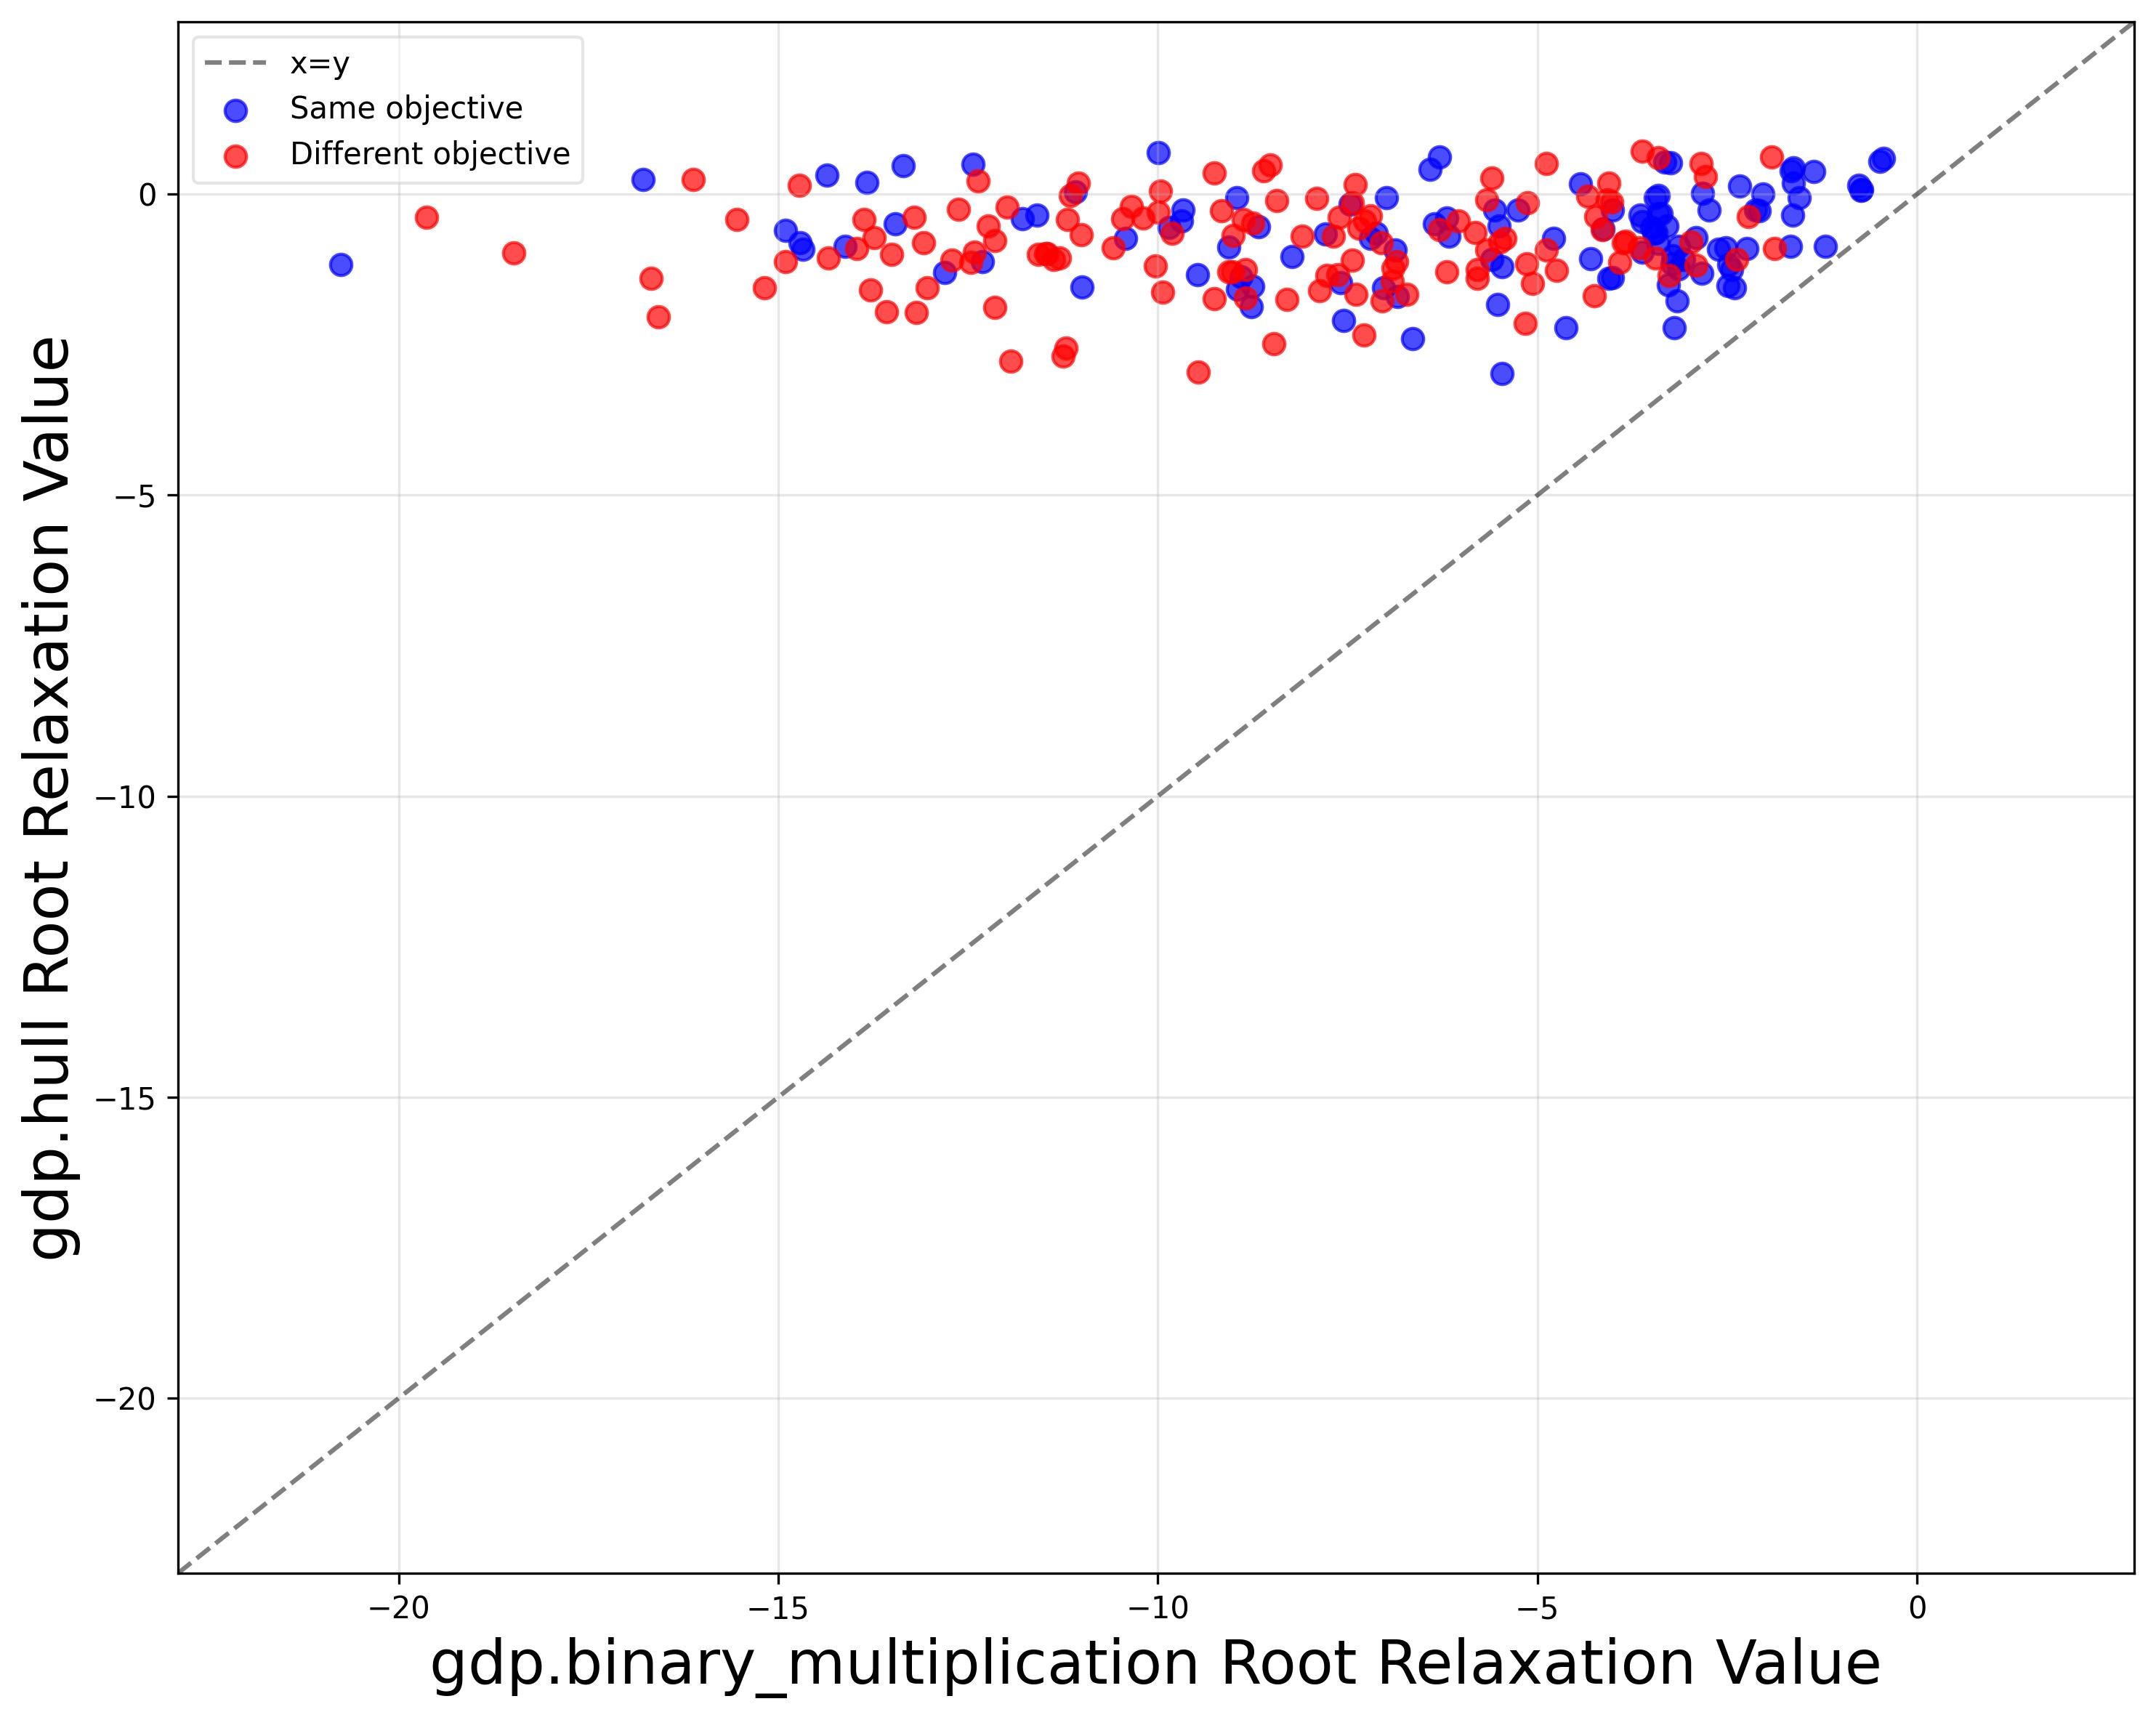 x=y
Same objective
Different objective
0
−5
−10
−15
−20
gdp.hull Root Relaxation Value
−20
−15
−10
−5
0
gdp.binary_multiplication Root Relaxation Value